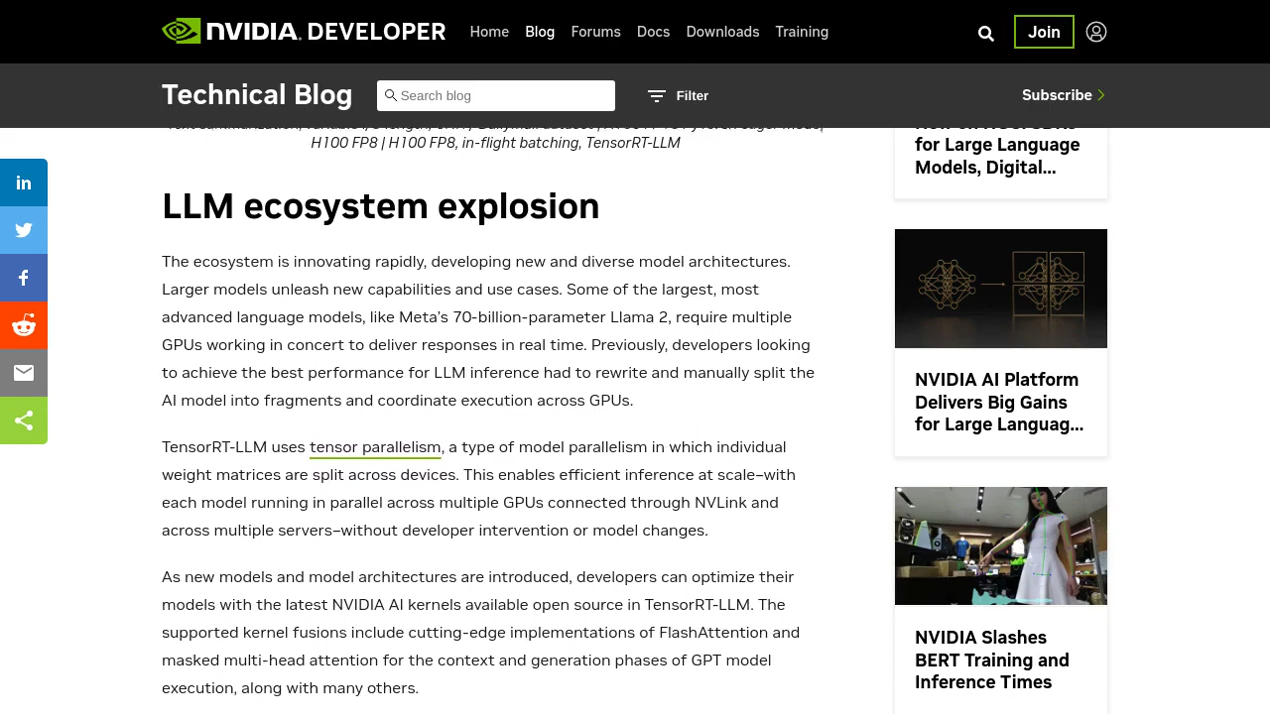 NVIDIA. DEVELOPER
Home
Blog
Forums
Docs
Downloads
Training
Join
Technical Blog
Search blog
Filter
Subscribe
H100 FP8 | H100 FP8, in-flight batching, TensorRT-LLM
LLM ecosystem explosion
The ecosystem is innovating rapidly, developing new and diverse model architectures.
Larger models unleash new capabilities and use cases. Some of the largest, most
advanced language models, like Meta’s 70-billion-parameter Llama 2, require multiple
GPUs working in concert to deliver responses in real time. Previously, developers looking
to achieve the best performance for LLM inference had to rewrite and manually split the
AI model into fragments and coordinate execution across GPUs.
TensorRT-LLM uses tensor parallelism, a type of model parallelism in which individual
weight matrices are split across devices. This enables efficient inference at scale–with
each model running in parallel across multiple GPUs connected through NVLink and
across multiple servers–without developer intervention or model changes.
As new models and model architectures are introduced, developers can optimize their
models with the latest NVIDIA AI kernels available open source in TensorRT-LLM. The
supported kernel fusions include cutting-edge implementations of FlashAttention and
masked multi-head attention for the context and generation phases of GPT model
execution, along with many others.
for Large Language
Models, Digital...
NVIDIA AI Platform
Delivers Big Gains
for Large Languag...
NVIDIA Slashes
BERT Training and
Inference Times